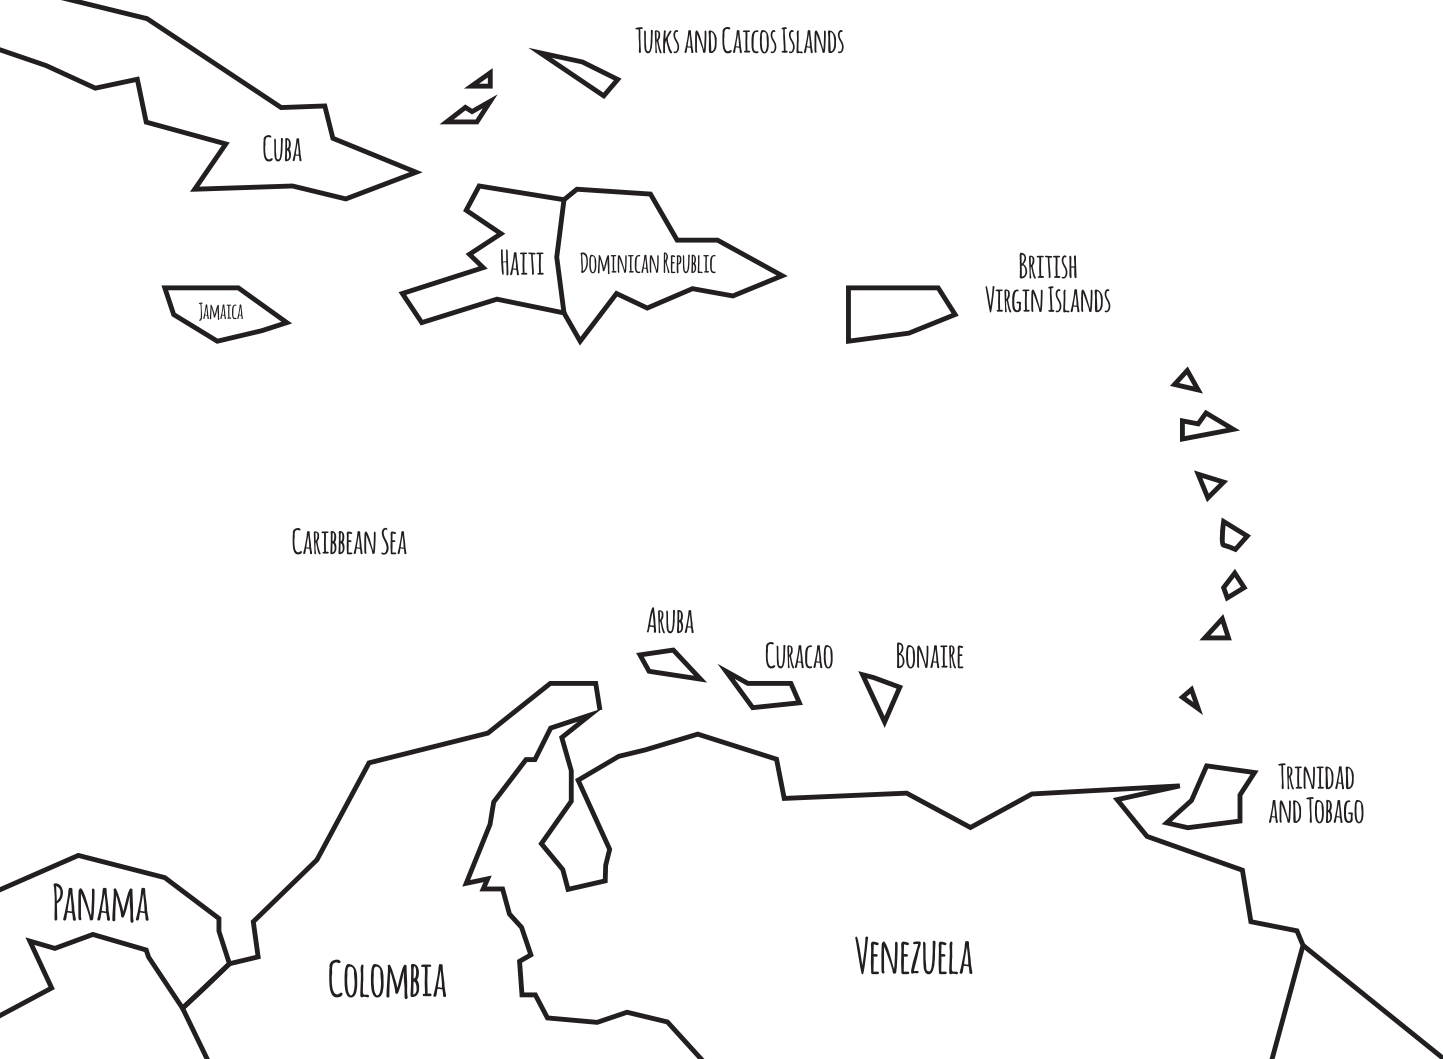 Turks and Caicos Islands
Cuba
Haiti
Dominican Republic
British
Virgin Islands
Jamaica
Caribbean Sea
Aruba
Curacao
Bonaire
Trinidad
and Tobago
Panama
Colombia
Venezuela